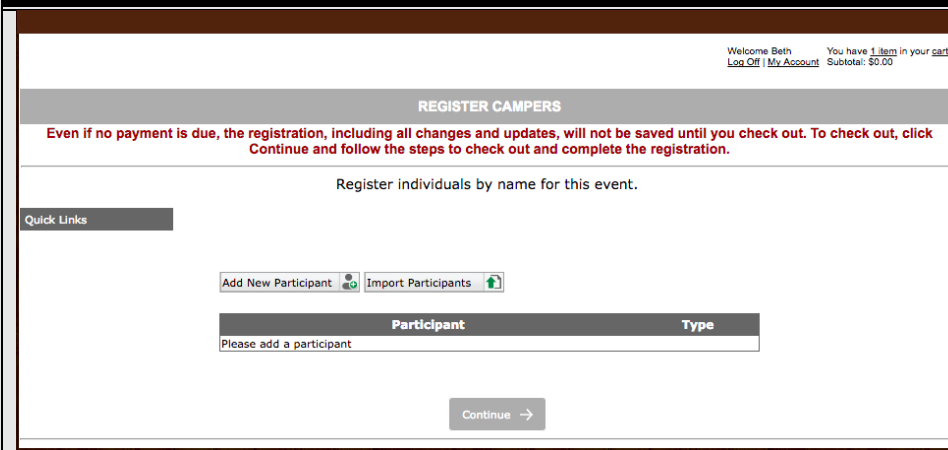 Welcome Beth
Log Off | My Account
You have 1 item in your cart
Subtotal: $0.00
REGISTER CAMPERS
Even if no payment is due, the registration, including all changes and updates, will not be saved until you check out. To check out, click
Continue and follow the steps to check out and complete the registration.
Register individuals by name for this event.
Quick Links
Add New Participant
Import Participants
Participant Type
Please add a participant
Continue →